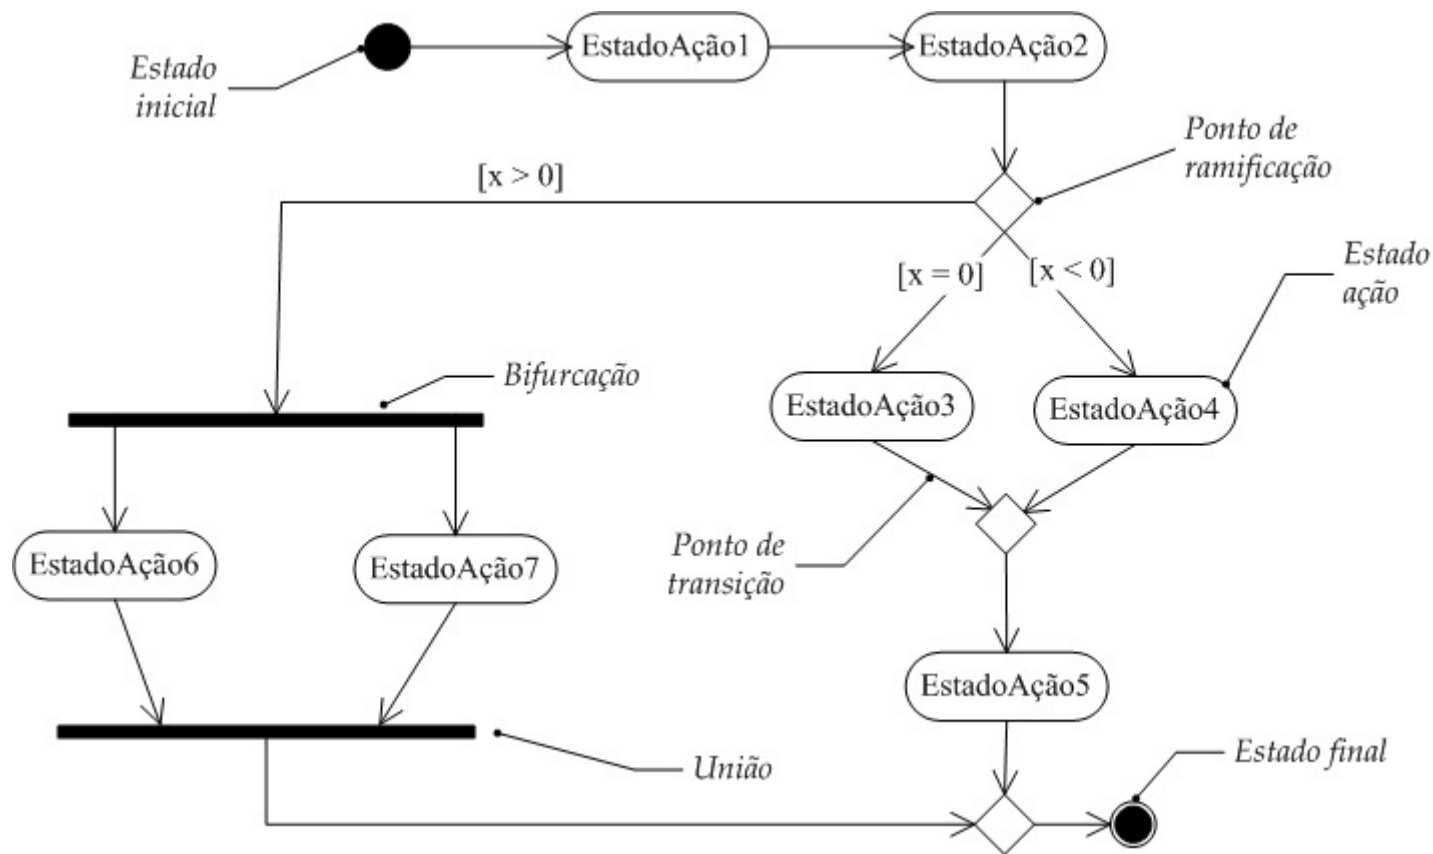 EstadoAção1
EstadoAção2
Estado
inicial
Ponto de
ramificação
[x > 0]
[x = 0]
[x < 0]
Estado
ação
Bifurcação
EstadoAção3
EstadoAção4
EstadoAção6
EstadoAção7
Ponto de
transição
EstadoAção5
União
Estado final